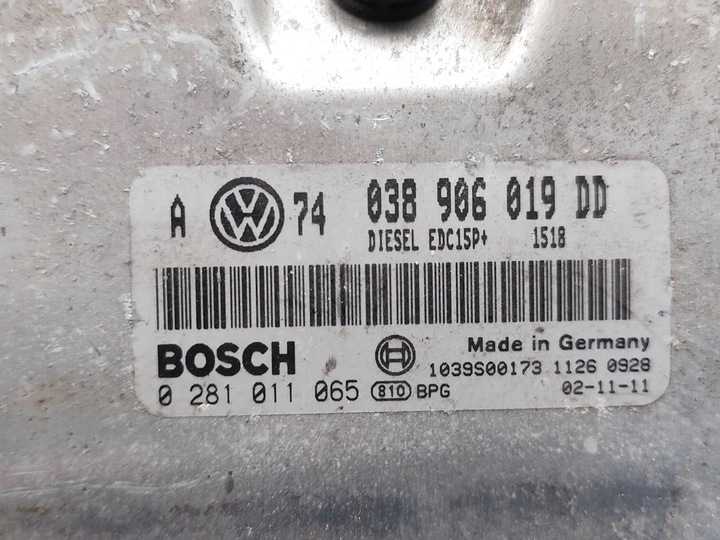 A VW 74 038 906 019 DD
DIESEL EDC15P+ 1518
BOSCH Made in Germany
1039S00173 1126 0928
0 281 011 065 810 BPG 02-11-11